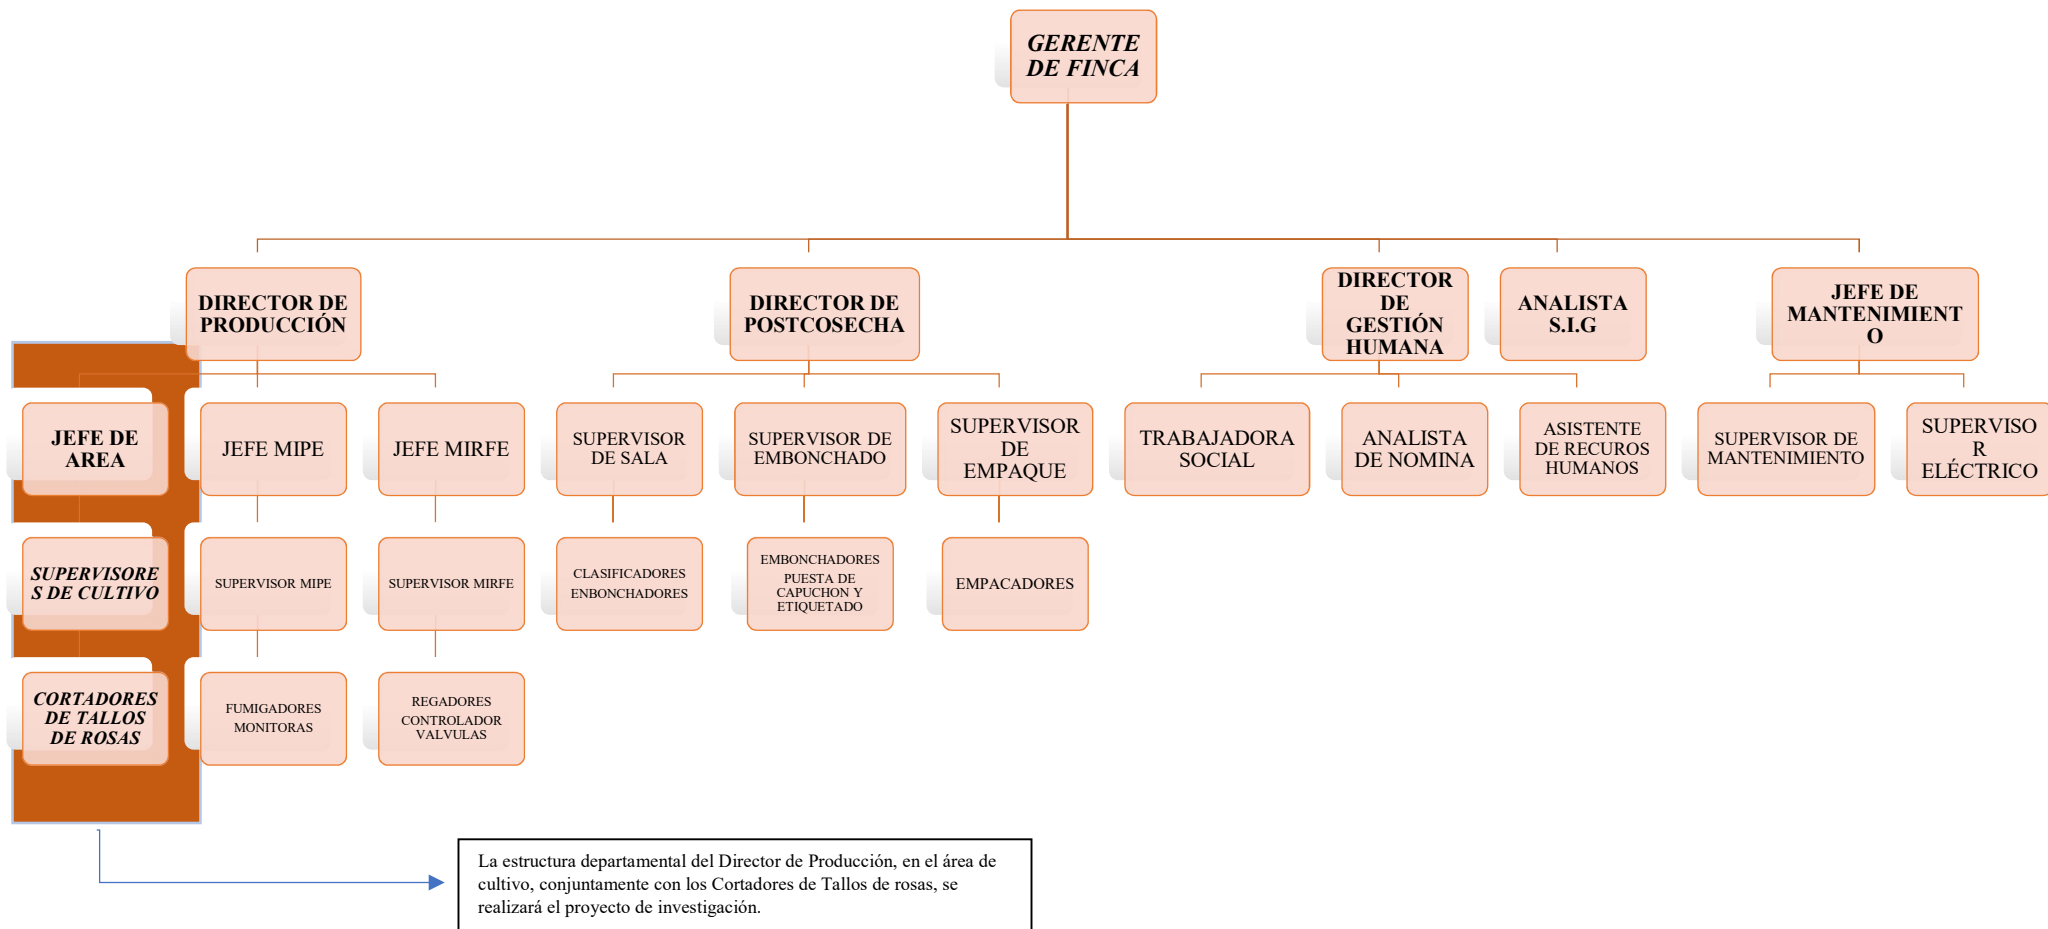 GERENTE
DE FINCA
DIRECTOR DE
PRODUCCIÓN
DIRECTOR DE
POSTCOSECHA
DIRECTOR
DE
GESTIÓN
HUMANA
ANALISTA
S.I.G
JEFE DE
MANTENIMIENT
O
JEFE DE
AREA
JEFE MIPE
JEFE MIRFE
SUPERVISOR
DE SALA
SUPERVISOR DE
EMBONCHADO
SUPERVISOR
DE
EMPAQUE
TRABAJADORA
SOCIAL
ANALISTA
DE NOMINA
ASISTENTE
DE RECUROS
HUMANOS
SUPERVISOR DE
MANTENIMIENTO
SUPERVISO
R
ELÉCTRICO
SUPERVISORE
S DE CULTIVO
SUPERVISOR MIPE
SUPERVISOR MIRFE
CLASIFICADORES
ENBONCHADORES
EMBONCHADORES
PUESTA DE
CAPUCHON Y
ETIQUETADO
EMPACADORES
CORTADORES
DE TALLOS
DE ROSAS
FUMIGADORES
MONITORAS
REGADORES
CONTROLADOR
VALVULAS
La estructura departamental del Director de Producción, en el área de
cultivo, conjuntamente con los Cortadores de Tallos de rosas, se
realizará el proyecto de investigación.